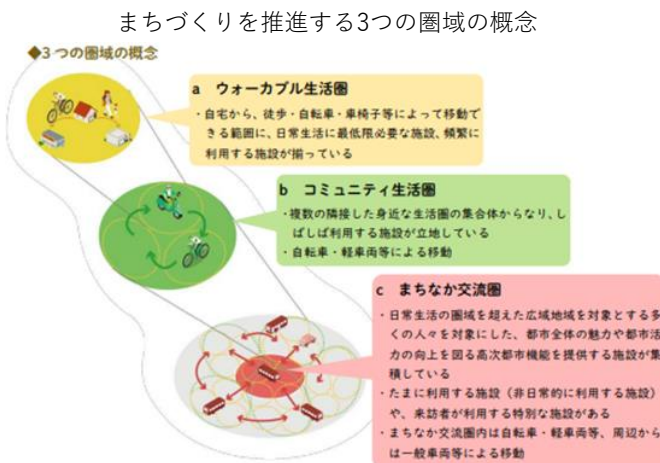 まちづくりを推進する3つの圏域の概念
◆3つの圏域の概念
a ウォーカブル生活圏
・自宅から、徒歩・自転車・車椅子等によって移動で
きる範囲に、日常生活に最低限必要な施設、頻繁に
利用する施設が揃っている
b コミュニティ生活圏
・複数の隣接した身近な生活圏の集合体からなり、し
ばしば利用する施設が立地している
・自転車・軽車両等による移動
c まちなか交流圏
・日常生活の圏域を超えた広域地域を対象とする多
くの人々を対象にした、都市全体の魅力や都市活
力の向上を図る高次都市機能を提供する施設が集
積している
・たまに利用する施設（非日常的に利用する施設）
や、来訪者が利用する特別な施設がある
・まちなか交流圏内は自転車・軽車両等、周辺から
は一般車両等による移動